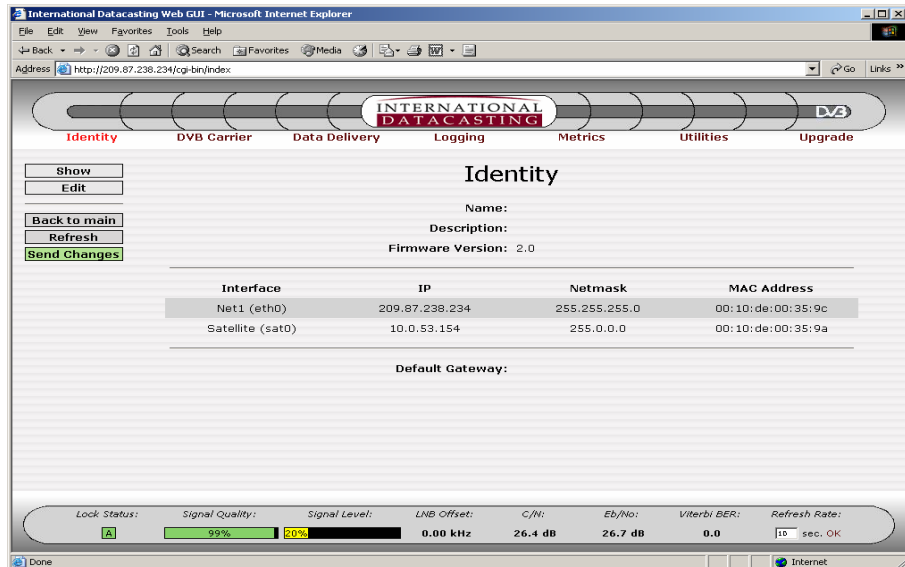 International Datacasting Web GUI - Microsoft Internet Explorer
File Edit View Favorites Tools Help
Back Search Favorites Media
Address http://209.87.238.234/cgi-bin/index Go Links »
INTERNATIONAL
DATACASTING
DVB
Identity DVB Carrier Data Delivery Logging Metrics Utilities Upgrade
Show
Edit
Back to main
Refresh
Send Changes
Identity
Name:
Description:
Firmware Version: 2.0
Interface IP Netmask MAC Address
Net1 (eth0) 209.87.238.234 255.255.255.0 00:10:de:00:35:9c
Satellite (sat0) 10.0.53.154 255.0.0.0 00:10:de:00:35:9a
Default Gateway:
Lock Status: Signal Quality: Signal Level: LNB Offset: C/N: Eb/No: Viterbi BER: Refresh Rate:
A 99% 20% 0.00 kHz 26.4 dB 26.7 dB 0.0 10 sec. OK
Done Internet